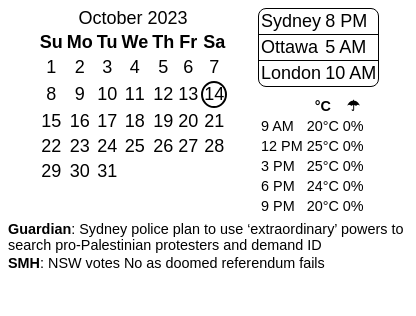 October 2023
Su Mo Tu We Th Fr Sa
1 2 3 4 5 6 7
8 9 10 11 12 13 14
15 16 17 18 19 20 21
22 23 24 25 26 27 28
29 30 31
Sydney 8 PM
Ottawa 5 AM
London 10 AM
°C ☂
9 AM 20°C 0%
12 PM 25°C 0%
3 PM 25°C 0%
6 PM 24°C 0%
9 PM 20°C 0%
Guardian: Sydney police plan to use ‘extraordinary’ powers to
search pro-Palestinian protesters and demand ID
SMH: NSW votes No as doomed referendum fails